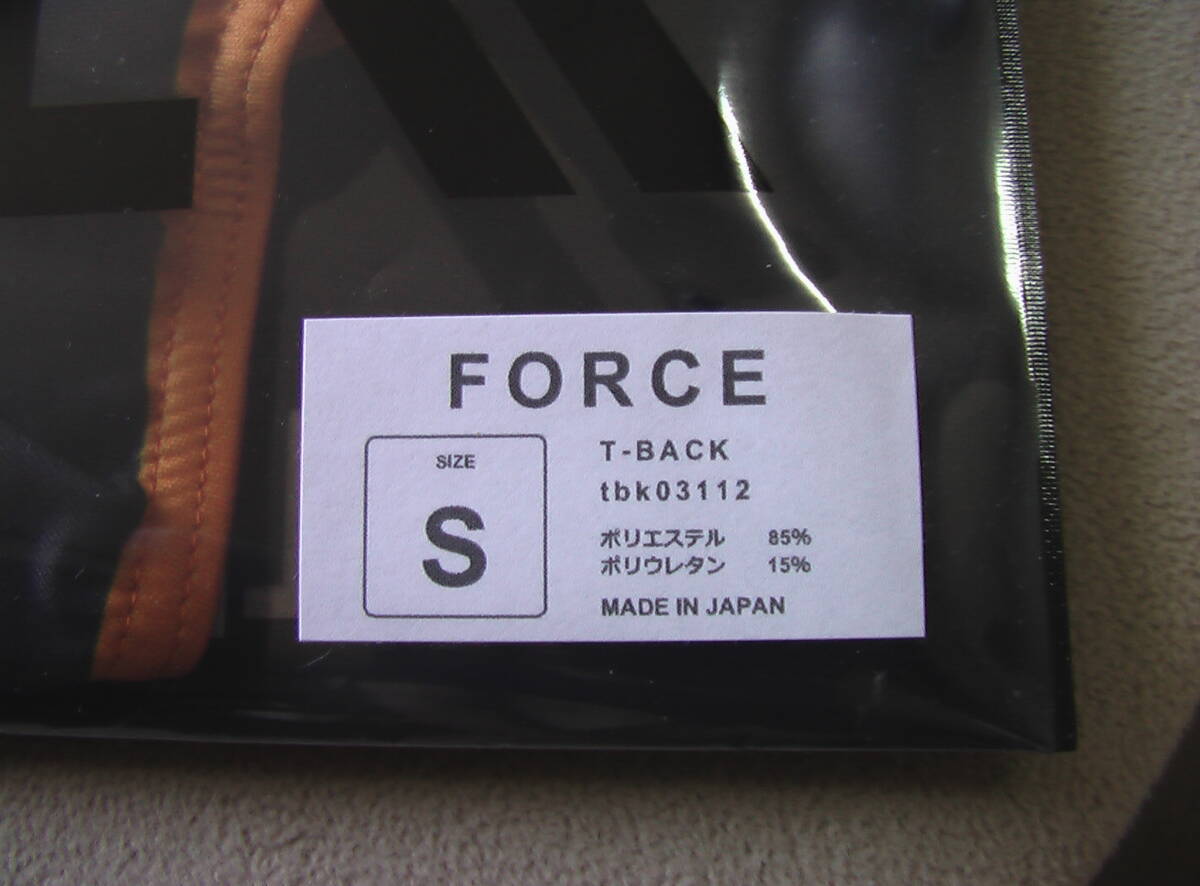 FORCE
SIZE
S
T-BACK
tbk03112
ポリエステル 85%
ポリウレタン 15%
MADE IN JAPAN